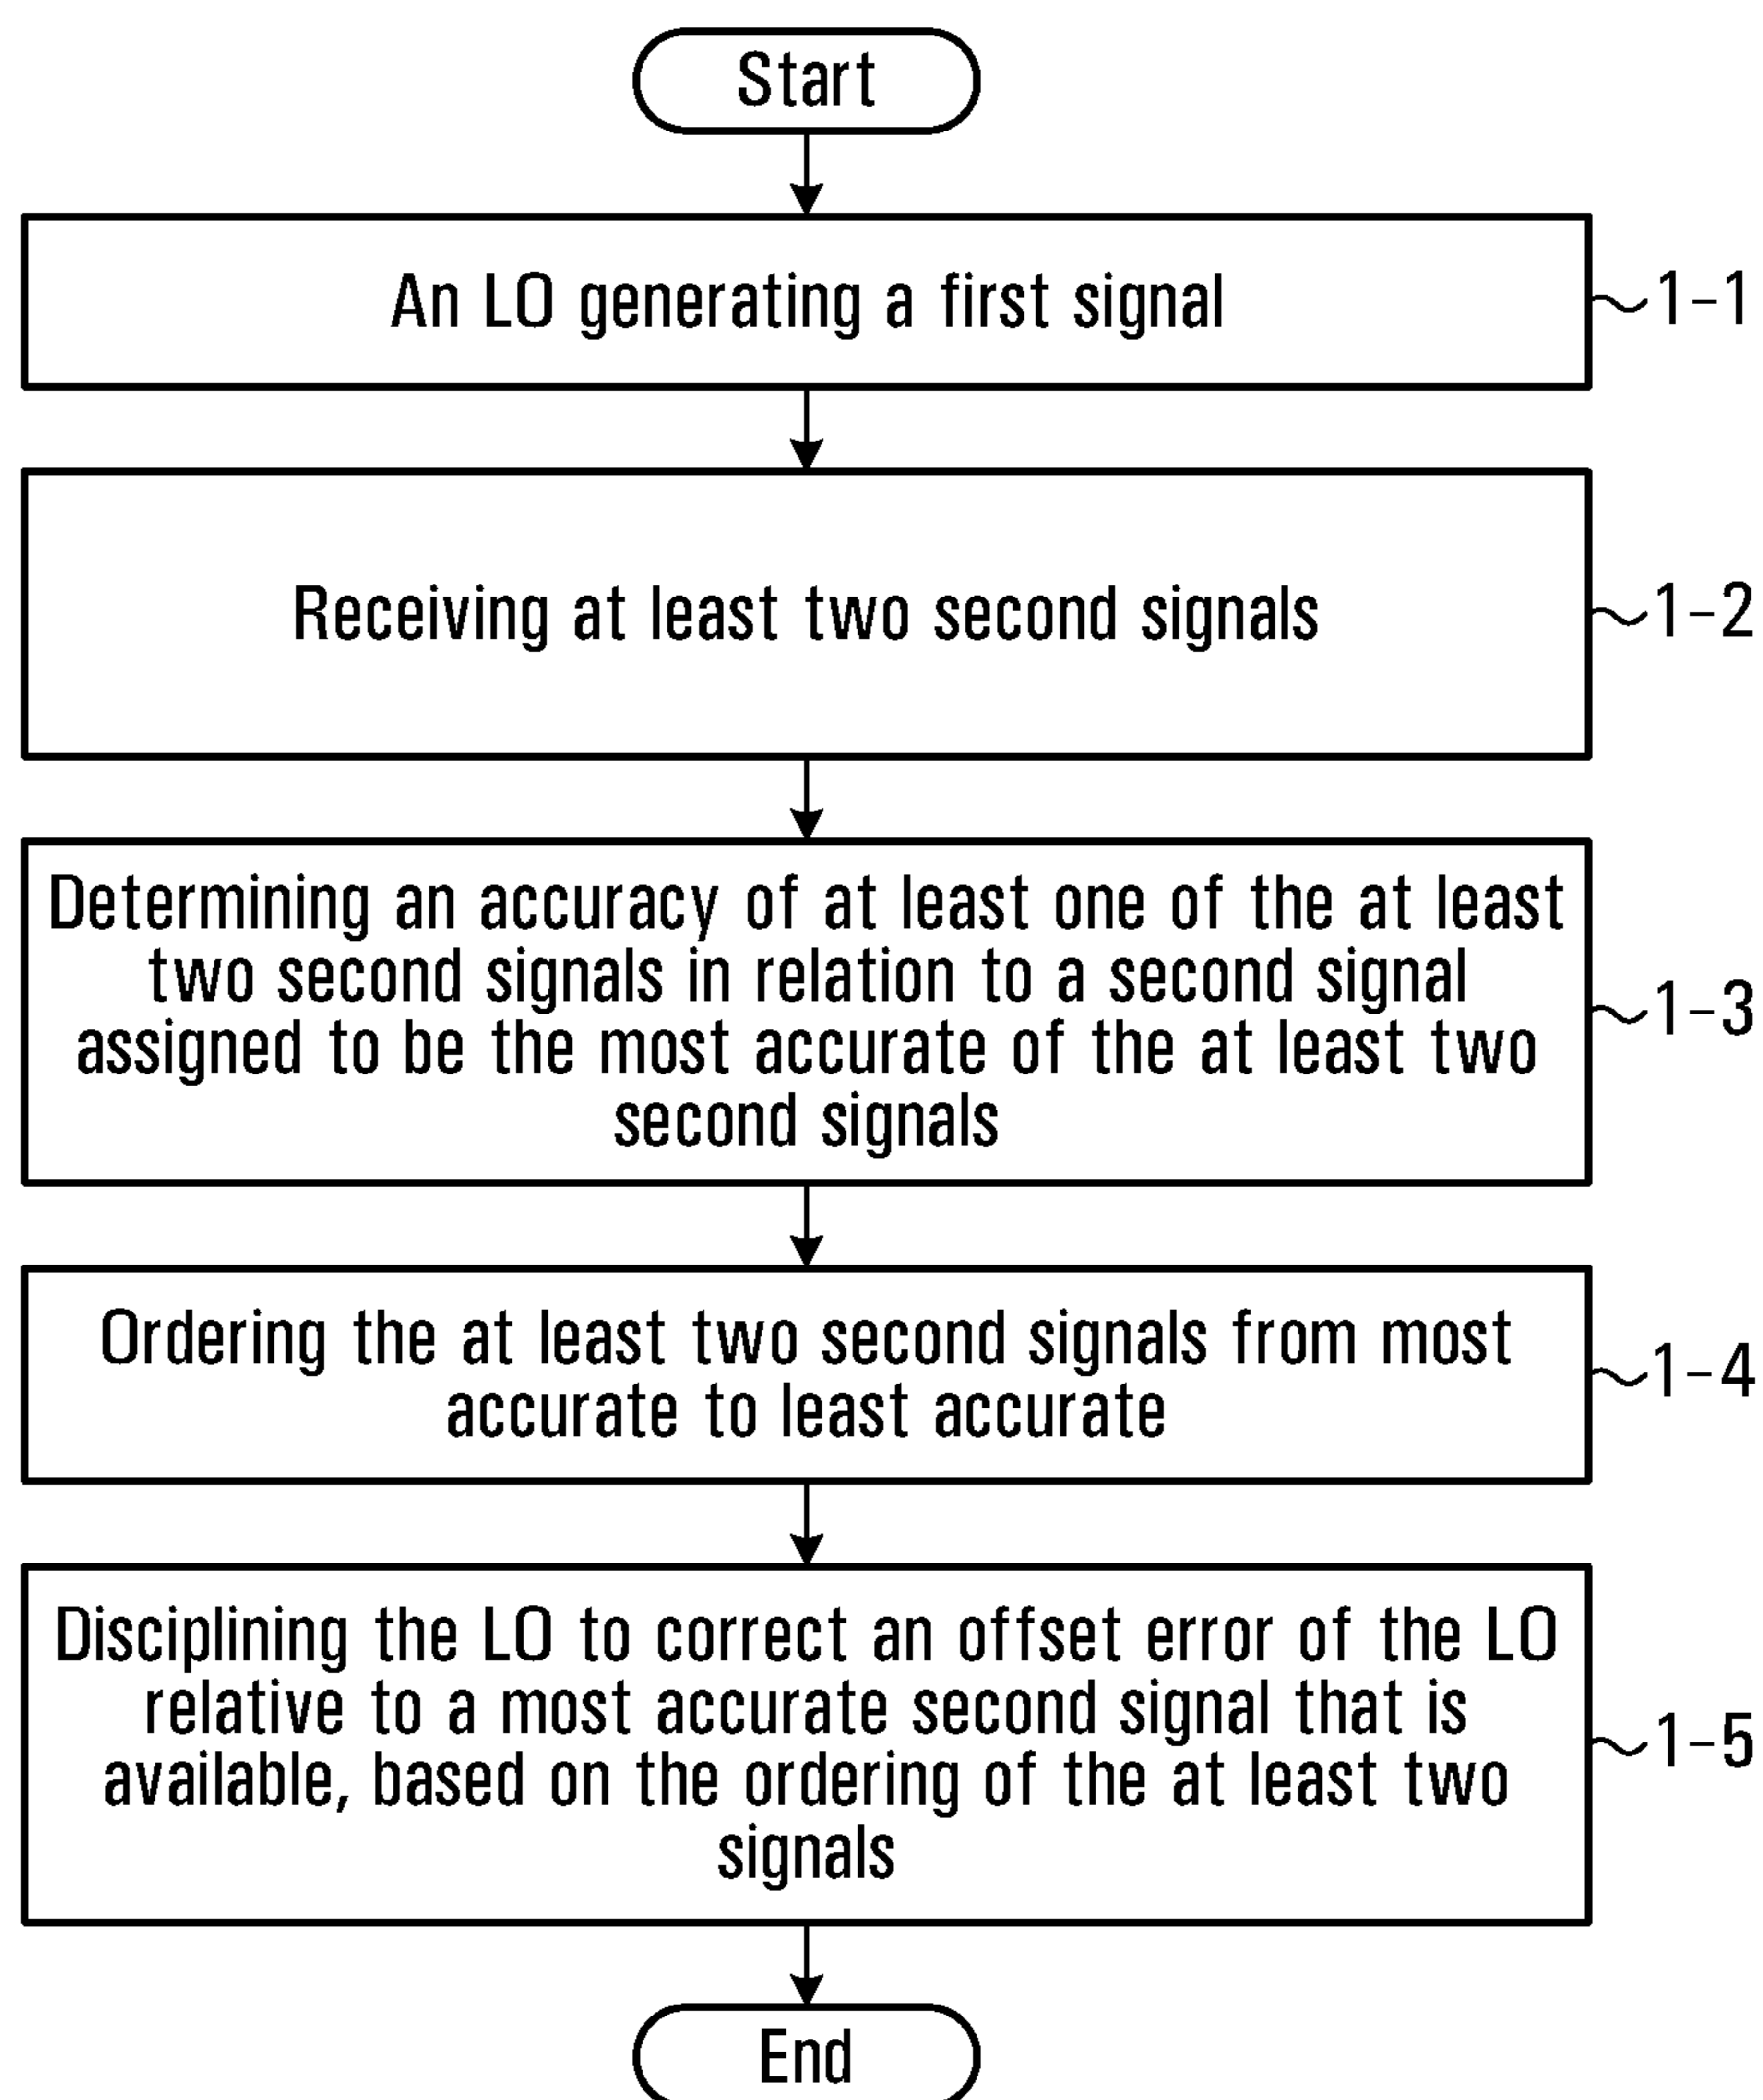 Start
An LO generating a first signal
1-1
Receiving at least two second signals
1-2
Determining an accuracy of at least one of the at least
two second signals in relation to a second signal
assigned to be the most accurate of the at least two
second signals
1-3
Ordering the at least two second signals from most
accurate to least accurate
1-4
Disciplining the LO to correct an offset error of the LO
relative to a most accurate second signal that is
available, based on the ordering of the at least two
signals
1-5
End